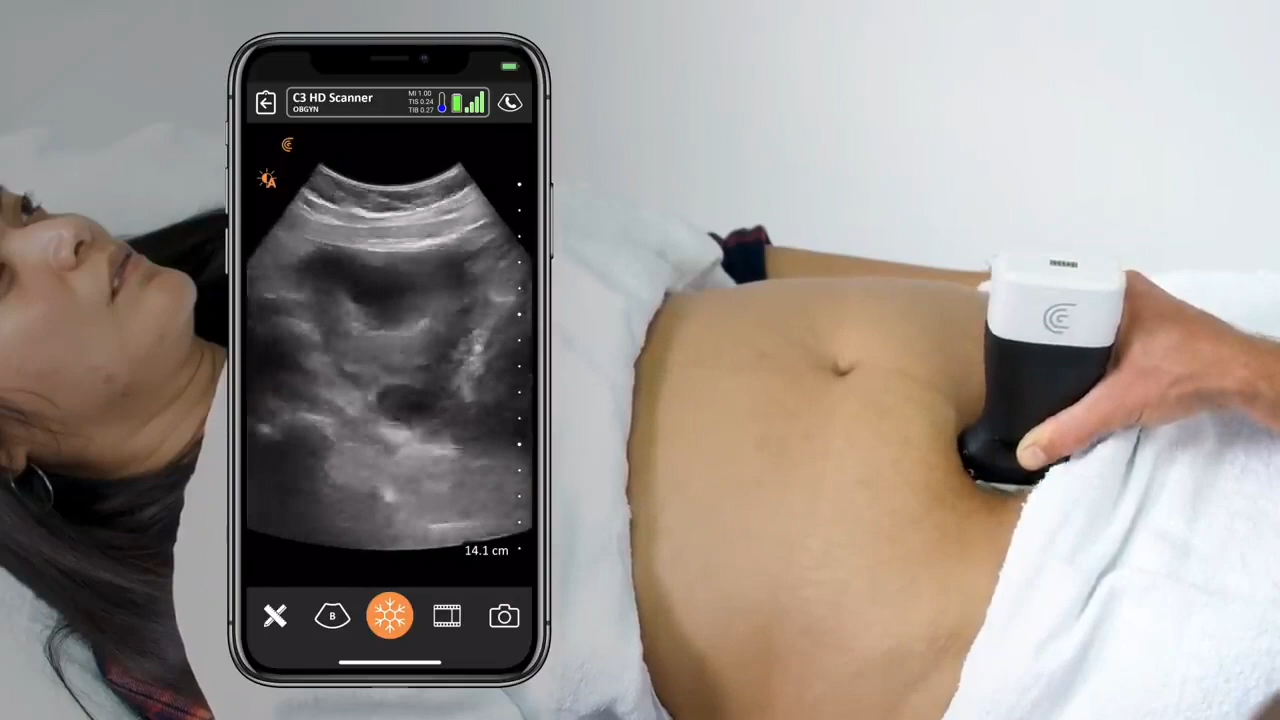 C3 HD Scanner
OBGYN
MI 1.00
TIS 0.24
TIB 0.27
A
14.1 cm
B